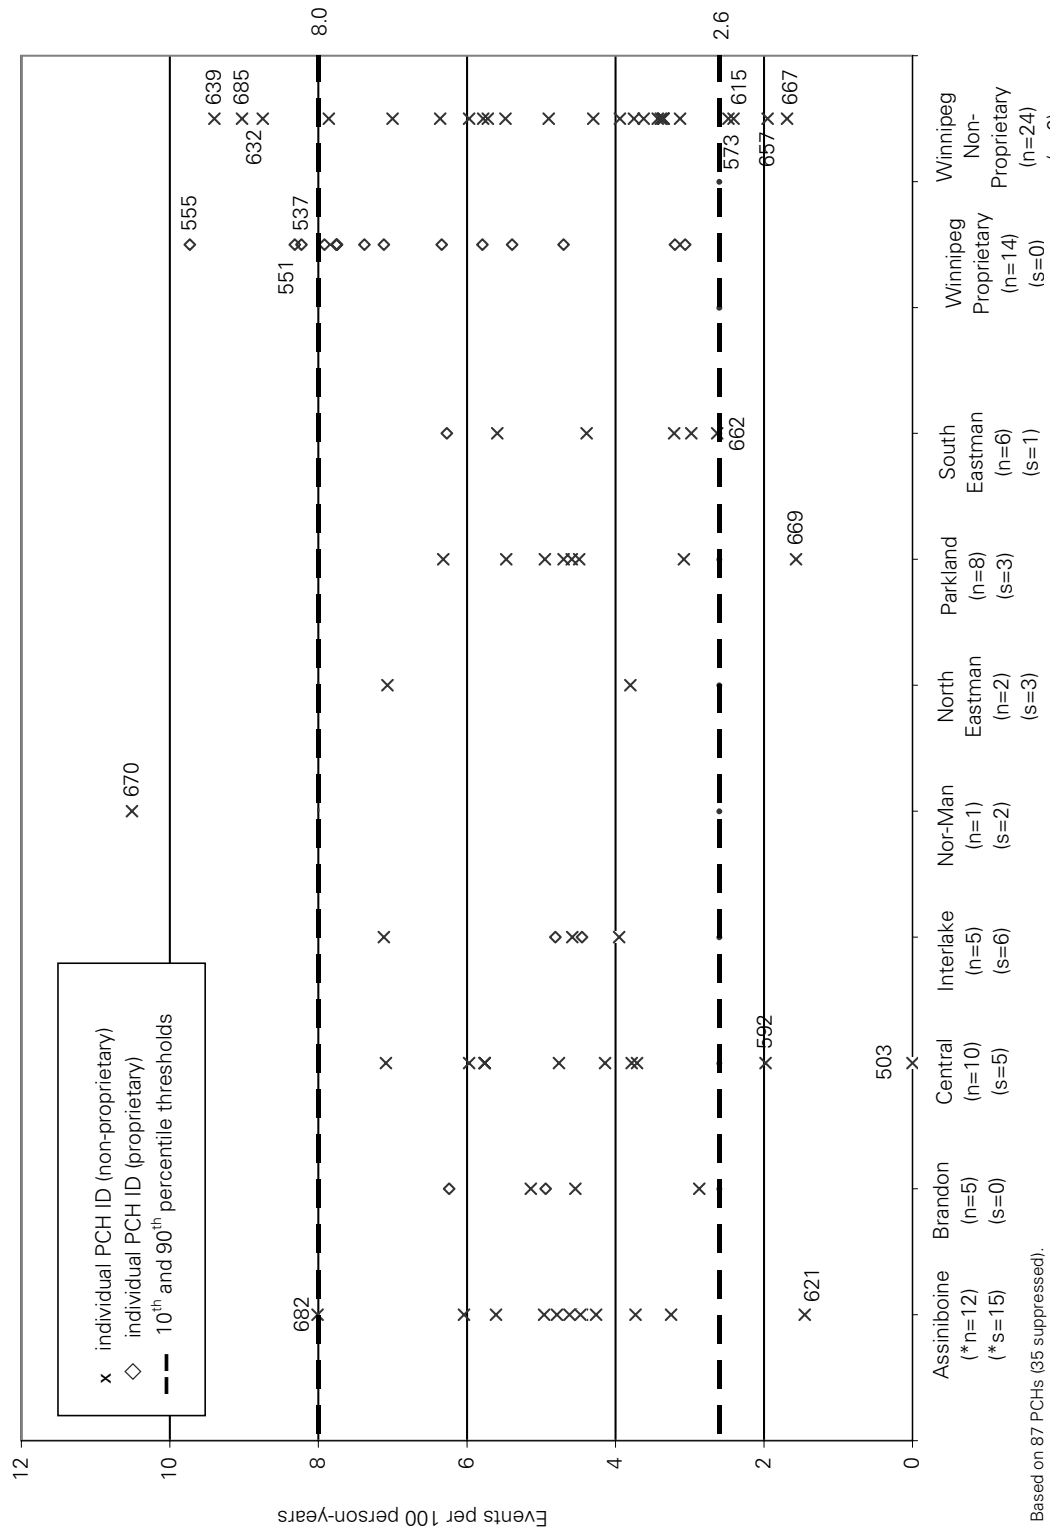 x individual PCH ID (non-proprietary)
◇ individual PCH ID (proprietary)
10th and 90th percentile thresholds
Events per 100 person-years
12
10
8
6
4
2
0
8.0
2.6
682
621
592
503
670
669
662
555
551
537
639
685
632
573
615
657
667
Assiniboine
(*n=12)
(*s=15)
Brandon
(n=5)
(s=0)
Central
(n=10)
(s=5)
Interlake
(n=5)
(s=6)
Nor-Man
(n=1)
(s=2)
North
Eastman
(n=2)
(s=3)
Parkland
(n=8)
(s=3)
South
Eastman
(n=6)
(s=1)
Winnipeg
Proprietary
(n=14)
(s=0)
Winnipeg
Non-
Proprietary
(n=24)
Based on 87 PCHs (35 suppressed).